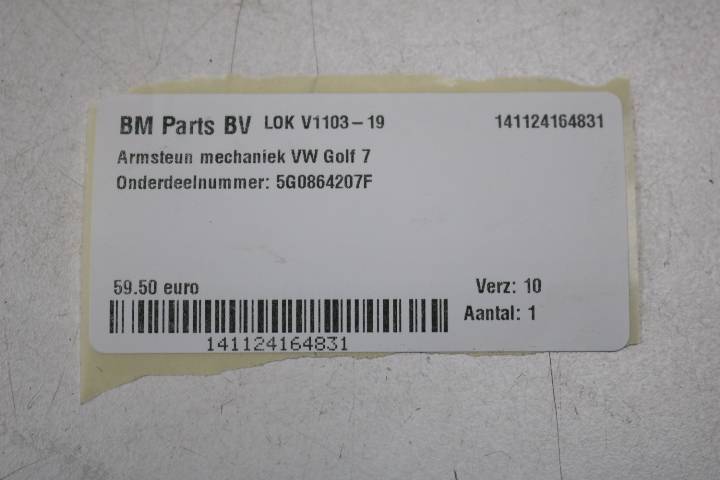 BM Parts BV LOK V1103-19 141124164831
Armsteun mechaniek VW Golf 7
Onderdeelnummer: 5G0864207F
59.50 euro Verz: 10
Aantal: 1
141124164831